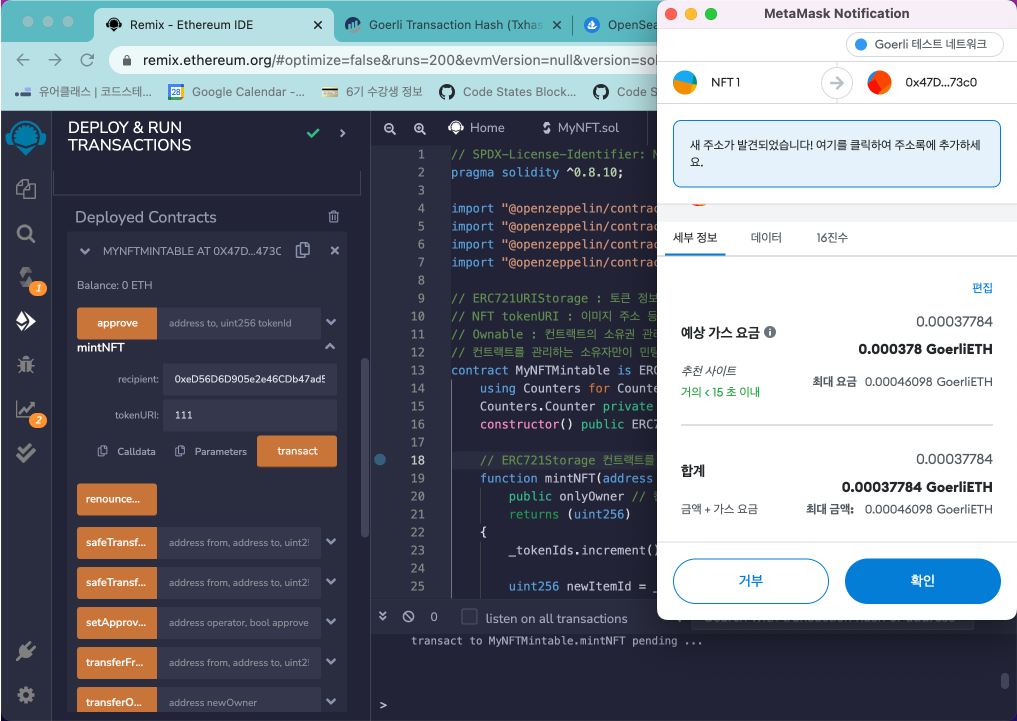 Remix - Ethereum IDE
Goerli Transaction Hash (Txhas
OpenSea
remix.ethereum.org/#optimize=false&runs=200&evmVersion=null&version=sol
유어클래스 | 코드스테...
28
Google Calendar -...
6기 수강생 정보
Code States Block...
Code S
DEPLOY & RUN
TRANSACTIONS
Deployed Contracts
MYNFTMINTABLE AT 0X47D...473C
Balance: 0 ETH
approve
address to, uint256 tokenId
mintNFT
recipient:
0xeD56D6D905e2e46CDb47ad5
tokenURI:
111
Calldata
Parameters
transact
renounce...
safeTransf...
address from, address to, uint25
safeTransf...
address from, address to, uint25
setApprov...
address operator, bool approve
transferFr...
address from, address to, uint25
transferO...
address newOwner
1
2
Home
MyNFT.sol
1 // SPDX-License-Identifier: M
2 pragma solidity ^0.8.10;
3
4 import "@openzeppelin/contrac
5 import "@openzeppelin/contrac
6 import "@openzeppelin/contrac
7 import "@openzeppelin/contrac
8
9 // ERC721URIStorage : 토큰 정보
10 // NFT tokenURI : 이미지 주소 등
11 // Ownable : 컨트랙트의 소유권 관리
12 // 컨트랙트를 관리하는 소유자만이 민팅
13 contract MyNFTMintable is ERC
14 using Counters for Counte
15 Counters.Counter private
16 constructor() public ERC7
17
18 // ERC721Storage 컨트랙트를
19 function mintNFT(address
20 public onlyOwner //
21 returns (uint256)
22 {
23 _tokenIds.increment()
24
25 uint256 newItemId = _
0
listen on all transactions
Search with transaction hash or address
transact to MyNFTMintable.mintNFT pending ...
>
MetaMask Notification
Goerli 테스트 네트워크
NFT 1
0x47D...73c0
새 주소가 발견되었습니다! 여기를 클릭하여 주소록에 추가하세
요.
세부 정보
데이터
16진수
편집
0.00037784
예상 가스 요금
0.000378 GoerliETH
추천 사이트
최대 요금 0.00046098 GoerliETH
거의 < 15 초 이내
0.00037784
합계
0.00037784 GoerliETH
금액 + 가스 요금
최대 금액: 0.00046098 GoerliETH
거부
확인